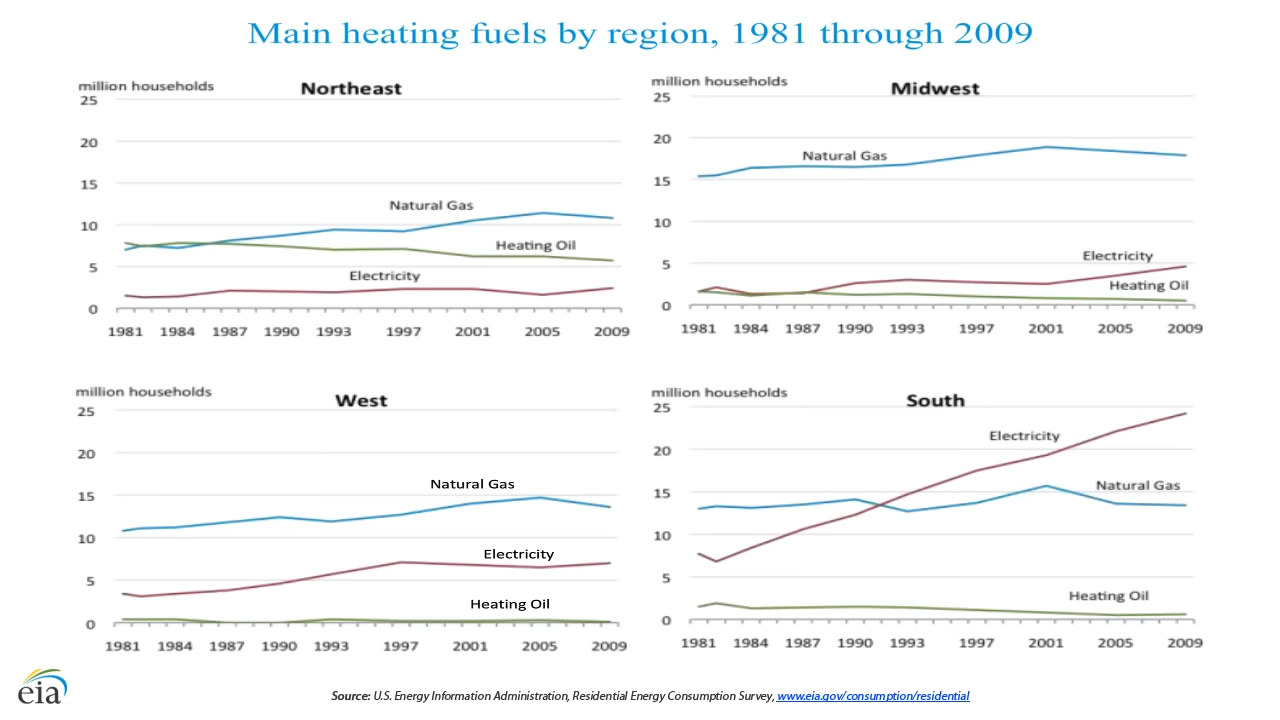 Main heating fuels by region, 1981 through 2009
million households
Northeast
25
20
15
10
5
0
Natural Gas
Heating Oil
Electricity
1981 1984 1987 1990 1993 1997 2001 2005 2009
million households
Midwest
25
20
15
10
5
0
Natural Gas
Electricity
Heating Oil
1981 1984 1987 1990 1993 1997 2001 2005 2009
million households
West
25
20
15
10
5
0
Natural Gas
Electricity
Heating Oil
1981 1984 1987 1990 1993 1997 2001 2005 2009
million households
South
25
20
15
10
5
0
Electricity
Natural Gas
Heating Oil
1981 1984 1987 1990 1993 1997 2001 2005 2009
eia
Source: U.S. Energy Information Administration, Residential Energy Consumption Survey, www.eia.gov/consumption/residential